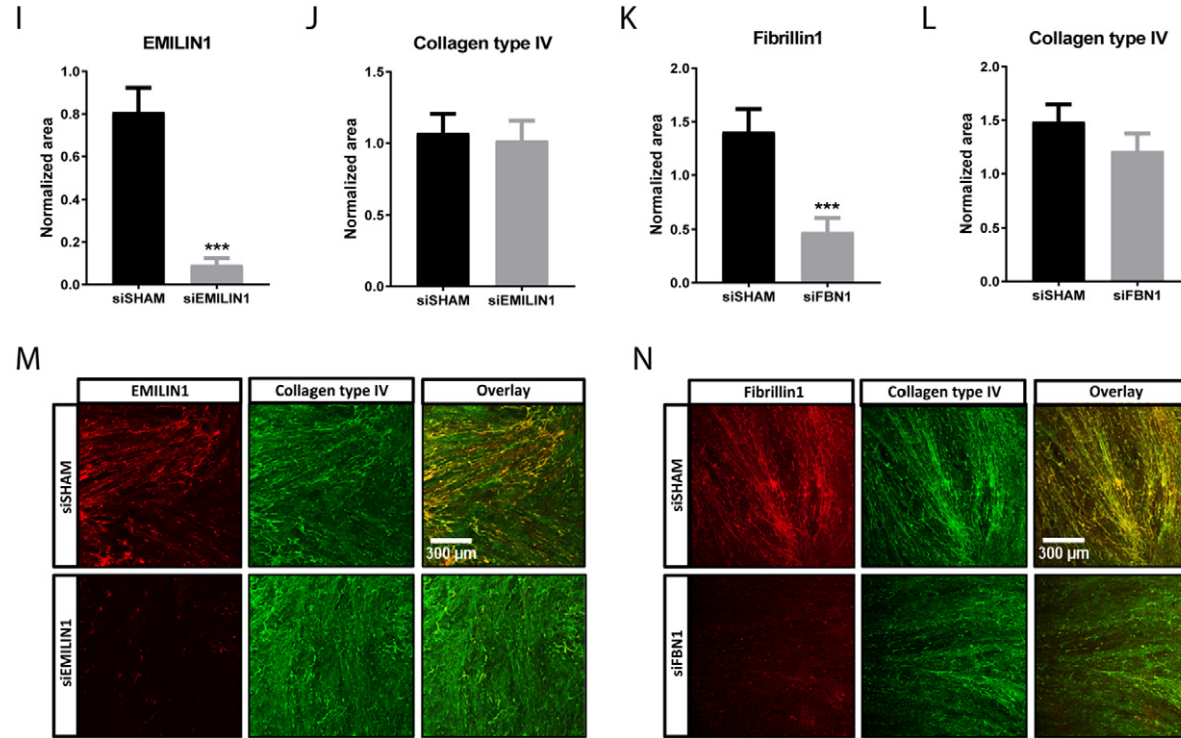 I
EMILIN1
Normalized area
1.0
0.8
0.6
0.4
0.2
0.0
***
siSHAM siEMILIN1
J
Collagen type IV
Normalized area
1.5
1.0
0.5
0.0
siSHAM siEMILIN1
K
Fibrillin1
Normalized area
2.0
1.5
1.0
0.5
0.0
***
siSHAM siFBN1
L
Collagen type IV
Normalized area
2.0
1.5
1.0
0.5
0.0
siSHAM siFBN1
M
EMILIN1 Collagen type IV Overlay
siSHAM
300 µm
siEMILIN1
N
Fibrillin1 Collagen type IV Overlay
siSHAM
300 µm
siFBN1